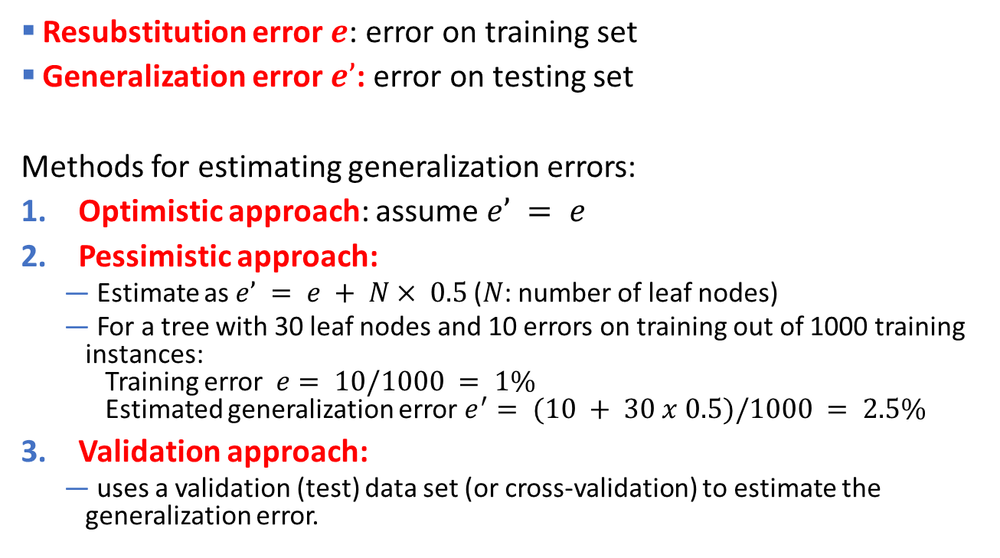 ▪ Resubstitution error e: error on training set
▪ Generalization error e’: error on testing set
Methods for estimating generalization errors:
1. Optimistic approach: assume e’ = e
2. Pessimistic approach:
— Estimate as e’ = e + N × 0.5 (N: number of leaf nodes)
— For a tree with 30 leaf nodes and 10 errors on training out of 1000 training
instances:
Training error e = 10/1000 = 1%
Estimated generalization error e′ = (10 + 30 x 0.5)/1000 = 2.5%
3. Validation approach:
— uses a validation (test) data set (or cross-validation) to estimate the
generalization error.